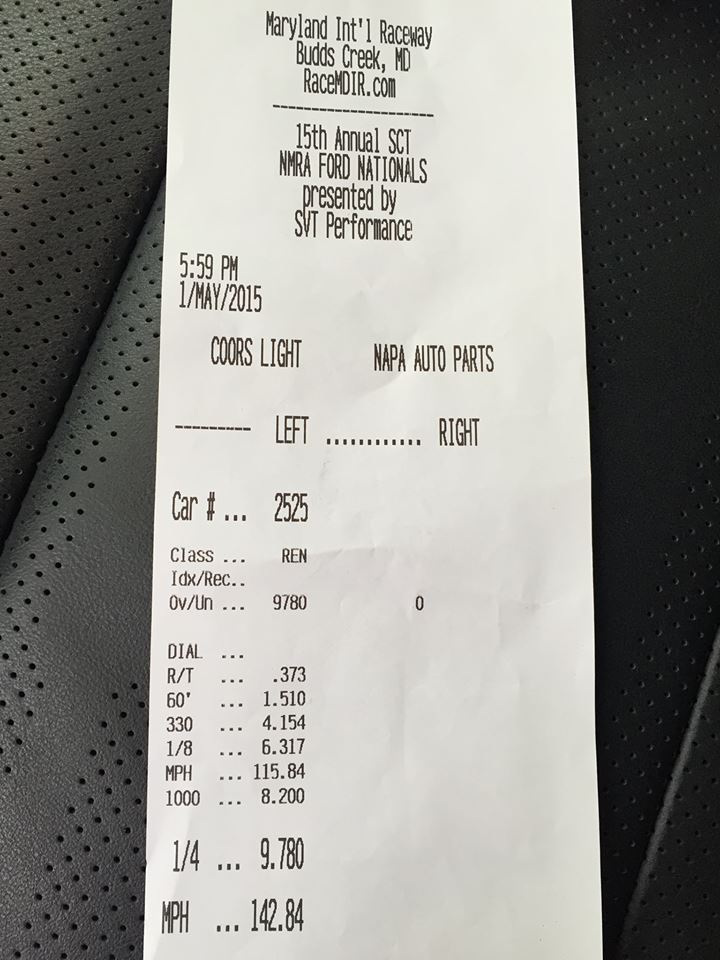 Maryland Int'l Raceway
Budds Creek, MD
RaceMDIR.com
---------------------
15th Annual SCT
NMRA FORD NATIONALS
presented by
SVT Performance
5:59 PM
1/MAY/2015
COORS LIGHT NAPA AUTO PARTS
--------- LEFT ............ RIGHT
Car # ... 2525
Class ... REN
Idx/Rec..
Ov/Un ... 9780 0
DIAL ...
R/T ... .373
60' ... 1.510
330 ... 4.154
1/8 ... 6.317
MPH ... 115.84
1000 ... 8.200
1/4 ... 9.780
MPH ... 142.84